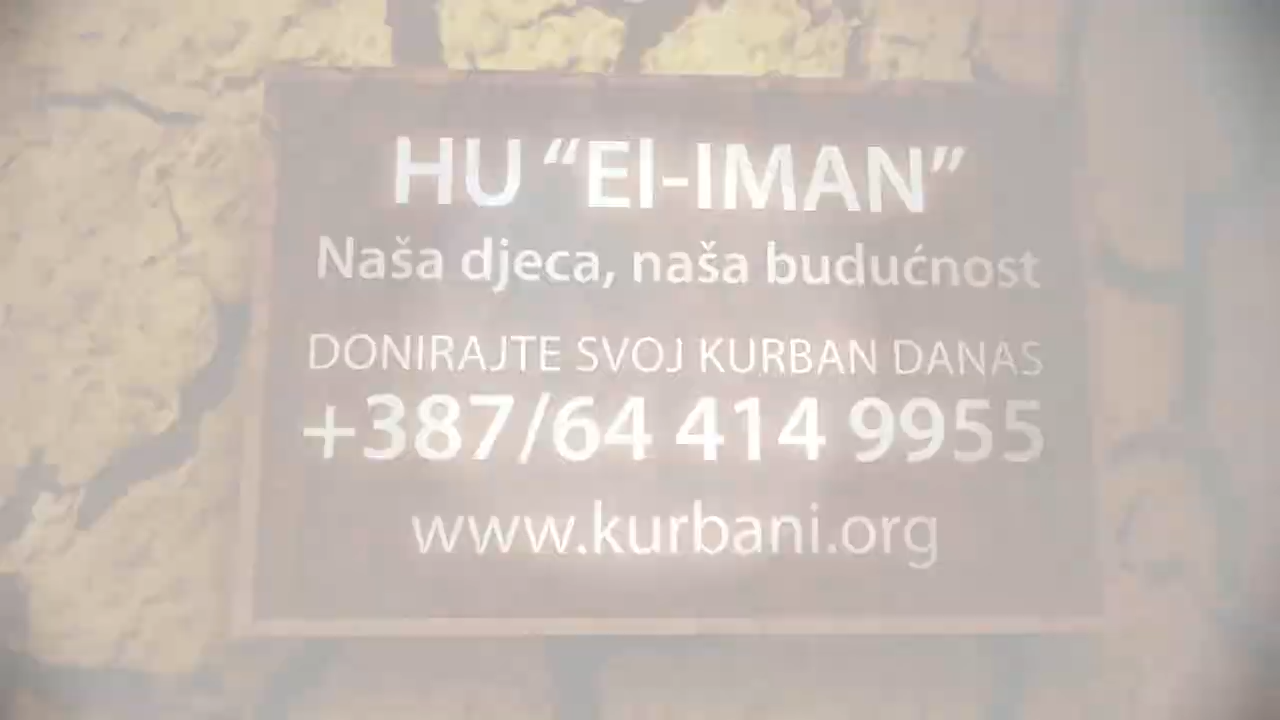 HU “El-IMAN”
Naša djeca, naša budućnost
DONIRAJTE SVOJ KURBAN DANAS
+387/64 414 9955
www.kurbani.org